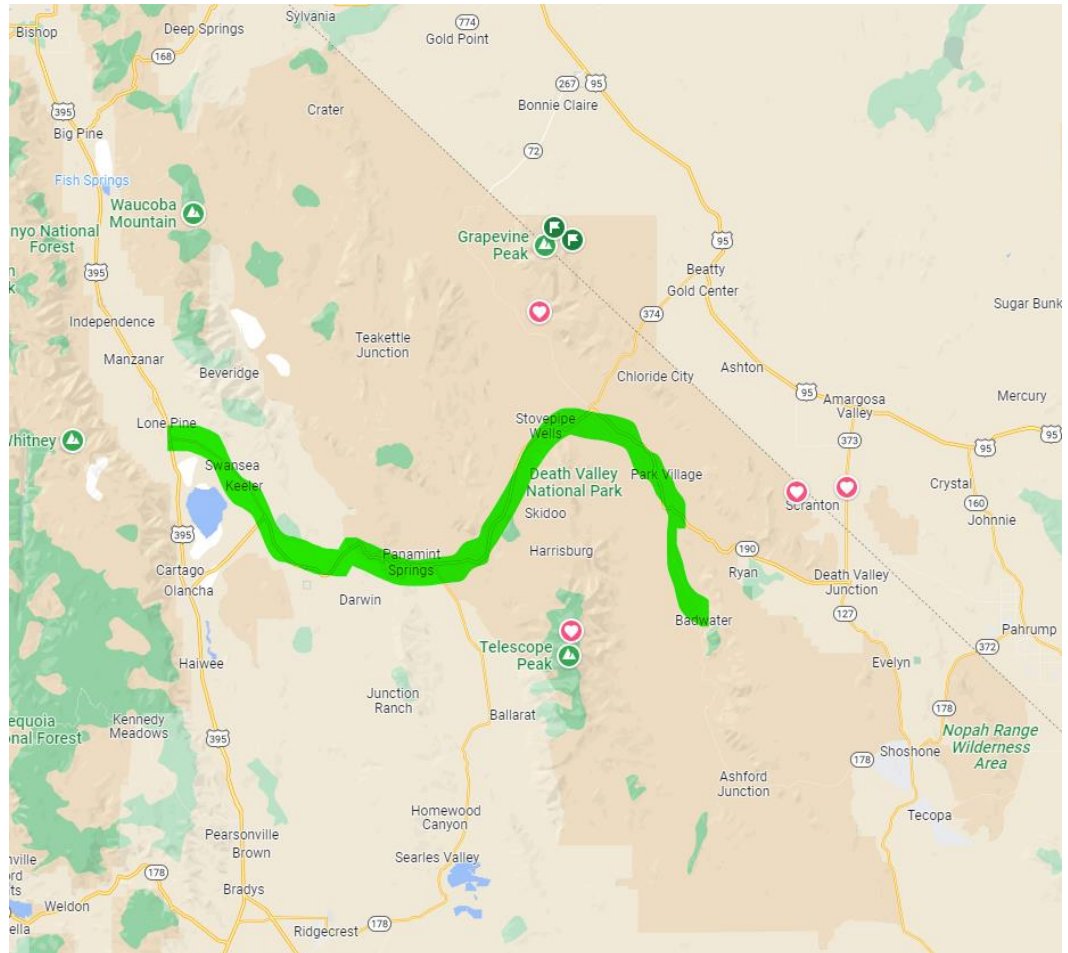 Sylvania
Bishop
Deep Springs
774
Gold Point
168
95
267
Bonnie Claire
Crater
395
Big Pine
72
Fish Springs
Waucoba
Mountain
nyo National
Forest
Grapevine
Peak
95
Beatty
Gold Center
395
Sugar Bunk
Independence
374
Teakettle
Junction
Manzanar
Beveridge
Chloride City
Ashton
95
Mercury
Amargosa
Valley
Lone Pine
Stovepipe
Wells
373
95
Whitney
Swansea
Keeler
Death Valley
National Park
Park Village
Crystal
Scranton
160
Skidoo
Johnnie
395
Panamint
Springs
Harrisburg
190
Cartago
Olancha
Ryan
Death Valley
Junction
Darwin
127
Badwater
Pahrump
372
Telescope
Peak
Haiwee
Evelyn
Junction
Ranch
Ballarat
178
equoia
nal Forest
Kennedy
Meadows
395
Nopah Range
Wilderness
Area
Shoshone
178
Ashford
Junction
Homewood
Canyon
Tecopa
Pearsonville
Brown
Searles Valley
nville
ord
ts
178
Bradys
Weldon
ella
178
Ridgecrest